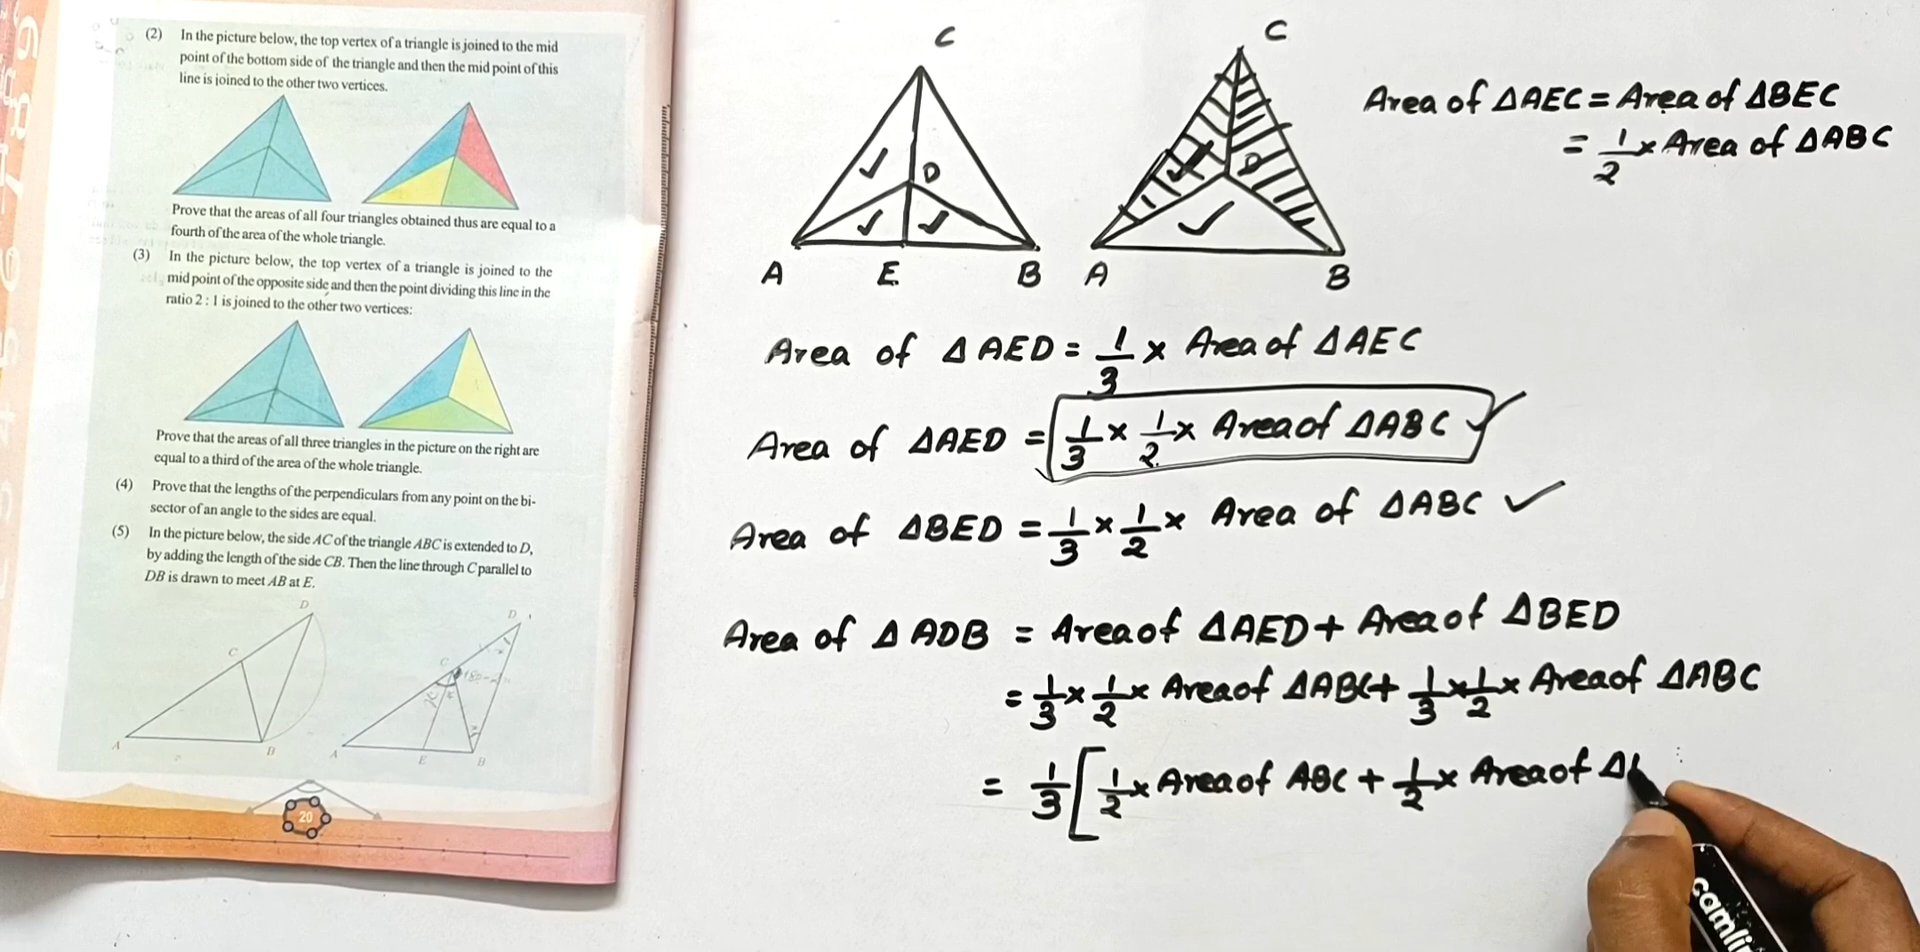 (2) In the picture below, the top vertex of a triangle is joined to the mid
point of the bottom side of the triangle and then the mid point of this
line is joined to the other two vertices.
Prove that the areas of all four triangles obtained thus are equal to a
fourth of the area of the whole triangle.
(3) In the picture below, the top vertex of a triangle is joined to the
mid point of the opposite side and then the point dividing this line in the
ratio 2 : 1 is joined to the other two vertices:
Prove that the areas of all three triangles in the picture on the right are
equal to a third of the area of the whole triangle.
(4) Prove that the lengths of the perpendiculars from any point on the bi-
sector of an angle to the sides are equal.
(5) In the picture below, the side AC of the triangle ABC is extended to D,
by adding the length of the side CB. Then the line through C parallel to
DB is drawn to meet AB at E.
D
C
A
B
D
C
A
E
B
20
C
D
A
E
B
C
D
A
B
Area of ΔAEC = Area of ΔBEC
= 1/2 × Area of ΔABC
Area of ΔAED = 1/3 × Area of ΔAEC
Area of ΔAED = 1/3 × 1/2 × Area of ΔABC
Area of ΔBED = 1/3 × 1/2 × Area of ΔABC
Area of ΔADB = Area of ΔAED + Area of ΔBED
= 1/3 × 1/2 × Area of ΔABC + 1/3 × 1/2 × Area of ΔABC
= 1/3 [ 1/2 × Area of ABC + 1/2 × Area of Δ
camlin